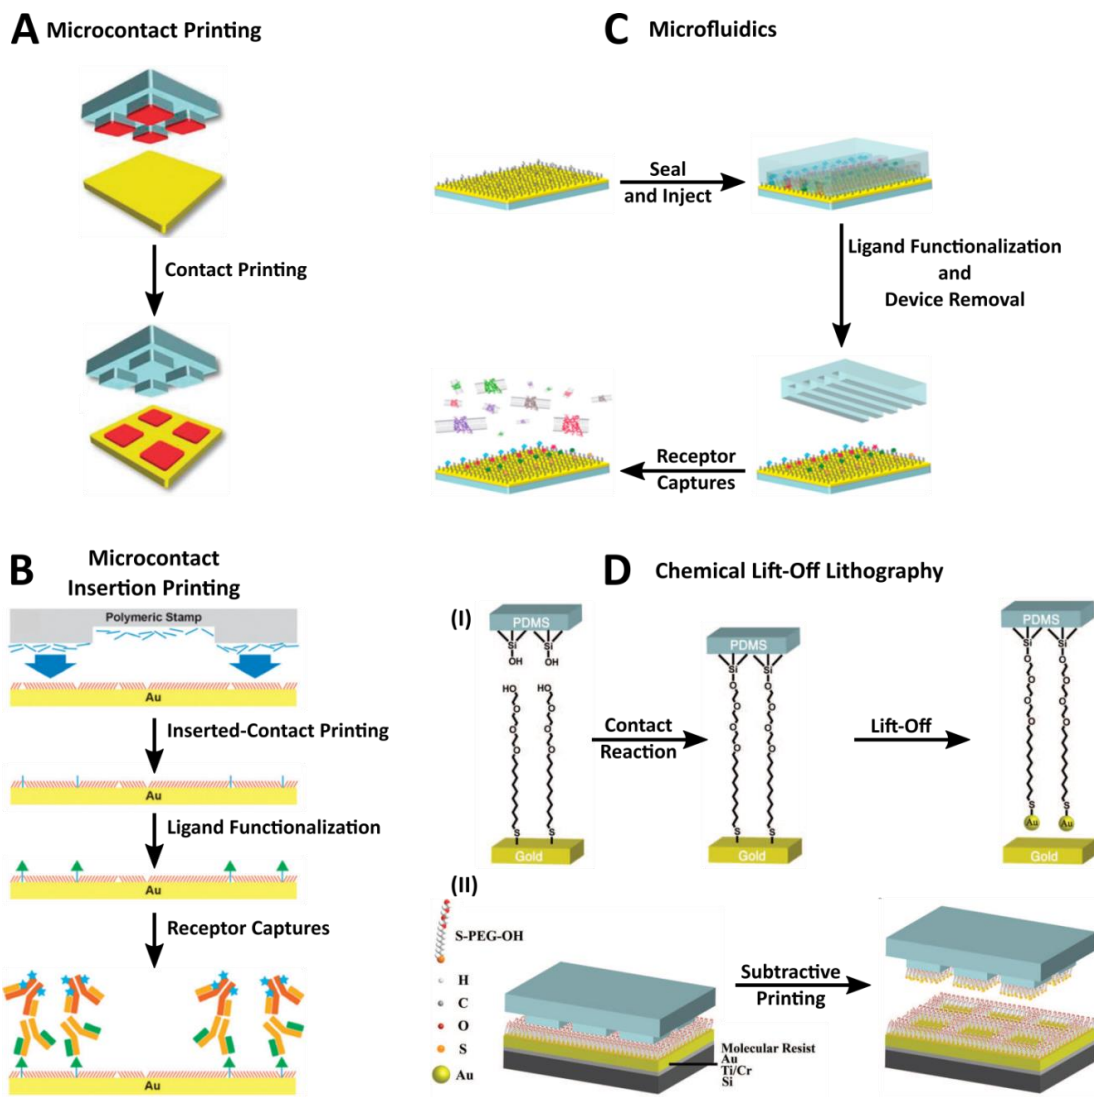 A Microcontact Printing
Contact Printing
C Microfluidics
Seal
and Inject
Ligand Functionalization
and
Device Removal
Receptor
Captures
B Microcontact
Insertion Printing
Polymeric Stamp
Au
Inserted-Contact Printing
Au
Ligand Functionalization
Au
Receptor Captures
Au
D Chemical Lift-Off Lithography
(I)
PDMS
Si Si
OH OH
HO HO
O O
O O
O O
S S
Gold
Contact
Reaction
PDMS
Si Si
O O
O O
O O
O O
S S
Gold
Lift-Off
PDMS
Si Si
O O
O O
O O
O O
S S
Au Au
Gold
(II)
S-PEG-OH
H
C
O
S
Au
Molecular Resist
Au
Ti/Cr
Si
Subtractive
Printing